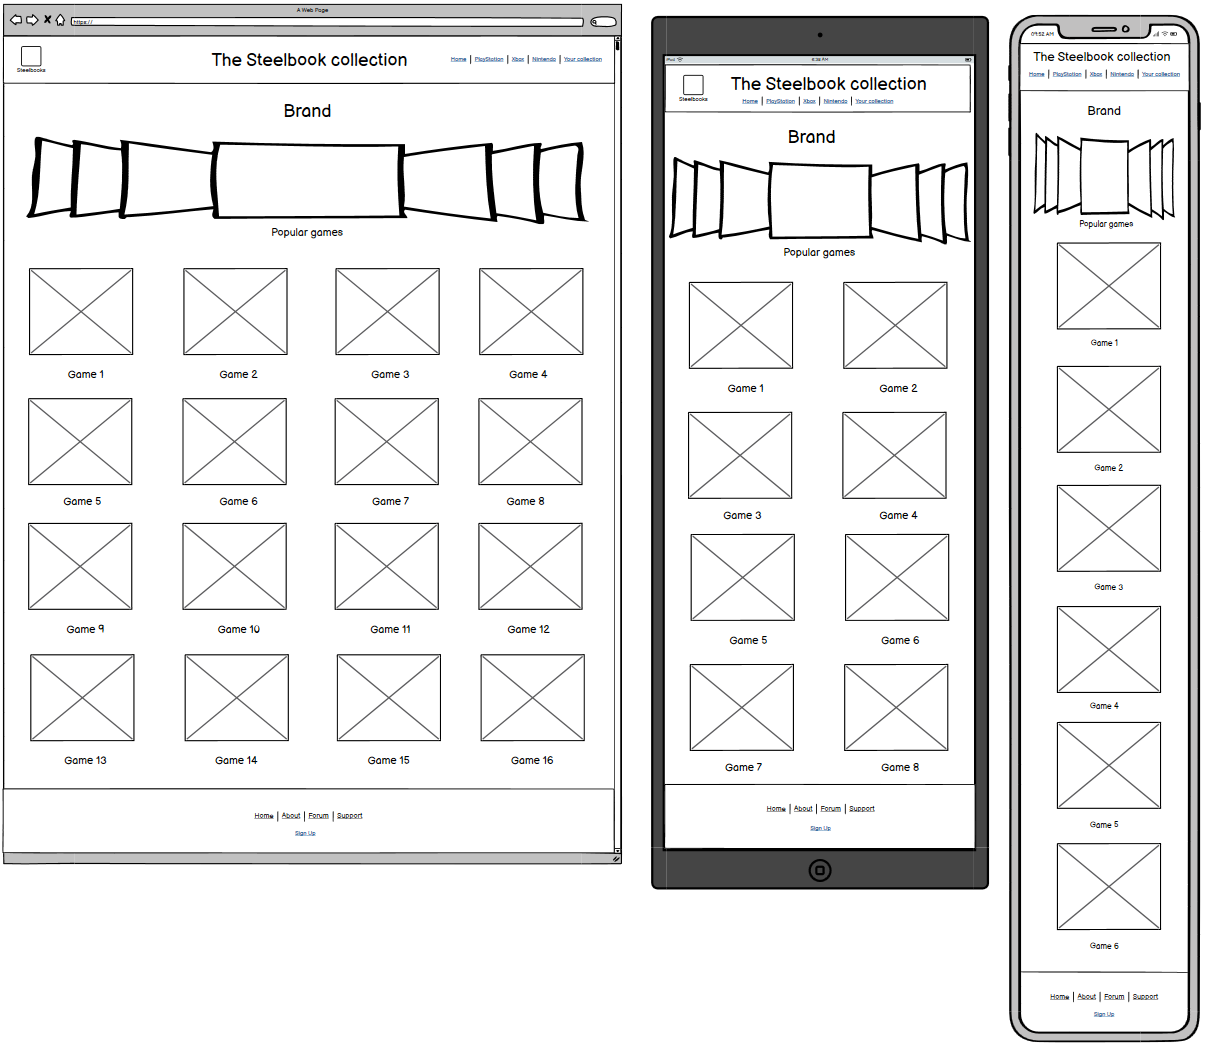 A Web Page
https://
Steelbooks
The Steelbook collection
Home | PlayStation | Xbox | Nintendo | Your collection
Brand
Popular games
Game 1 Game 2 Game 3 Game 4
Game 5 Game 6 Game 7 Game 8
Game 9 Game 10 Game 11 Game 12
Game 13 Game 14 Game 15 Game 16
Home | About | Forum | Support
Sign Up
iPod
8:36 AM
Steelbooks
The Steelbook collection
Home | PlayStation | Xbox | Nintendo | Your collection
Brand
Popular games
Game 1 Game 2
Game 3 Game 4
Game 5 Game 6
Game 7 Game 8
Home | About | Forum | Support
Sign Up
09:52 AM
The Steelbook collection
Home | PlayStation | Xbox | Nintendo | Your collection
Brand
Popular games
Game 1
Game 2
Game 3
Game 4
Game 5
Game 6
Home | About | Forum | Support
Sign Up